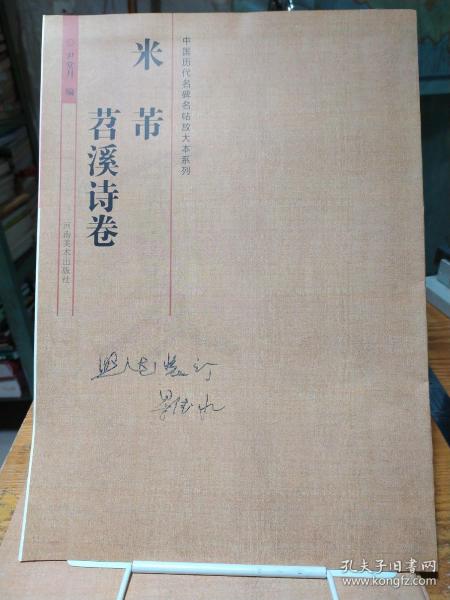 中国历代名碑名帖放大本系列
米芾
苕溪诗卷
编
河南美术出版社
孔夫子旧书网
www.kongfz.com